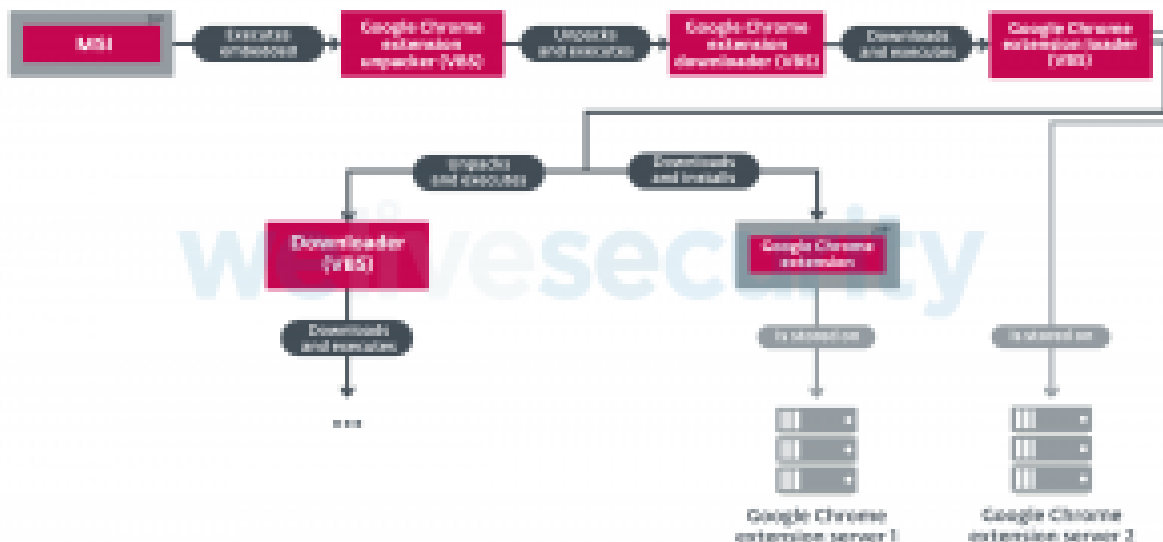 MSI
Executes
embedded
Google Chrome
extension
unpacker (VBS)
Unpacks
and executes
Google Chrome
extension
downloader (VBS)
Downloads
and executes
Google Chrome
extension loader
(VBS)
Unpacks
and executes
Downloads
and installs
Downloader
(VBS)
Google Chrome
extension
welivesecurity
Downloads
and executes
Is stored on
Is stored on
...
Google Chrome
extension server 1
Google Chrome
extension server 2